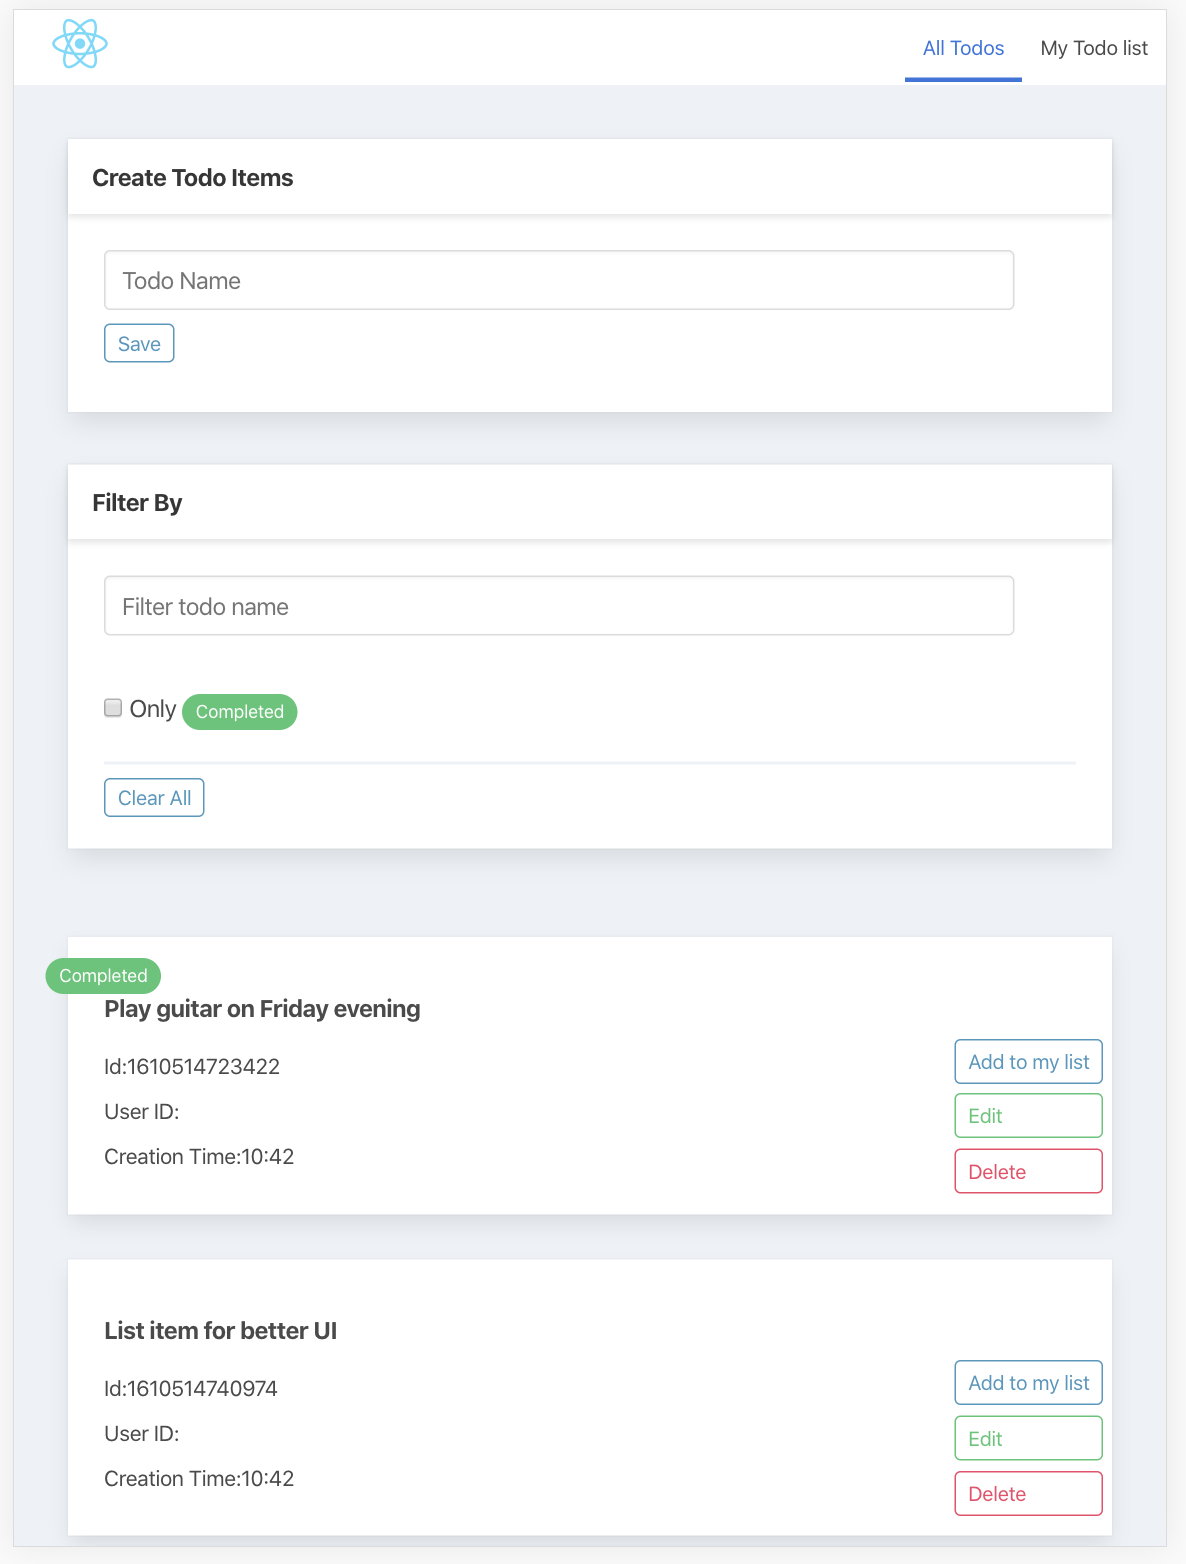 All Todos
My Todo list
Create Todo Items
Todo Name
Save
Filter By
Filter todo name
Only Completed
Clear All
Completed
Play guitar on Friday evening
Id:1610514723422
User ID:
Creation Time:10:42
Add to my list
Edit
Delete
List item for better UI
Id:1610514740974
User ID:
Creation Time:10:42
Add to my list
Edit
Delete